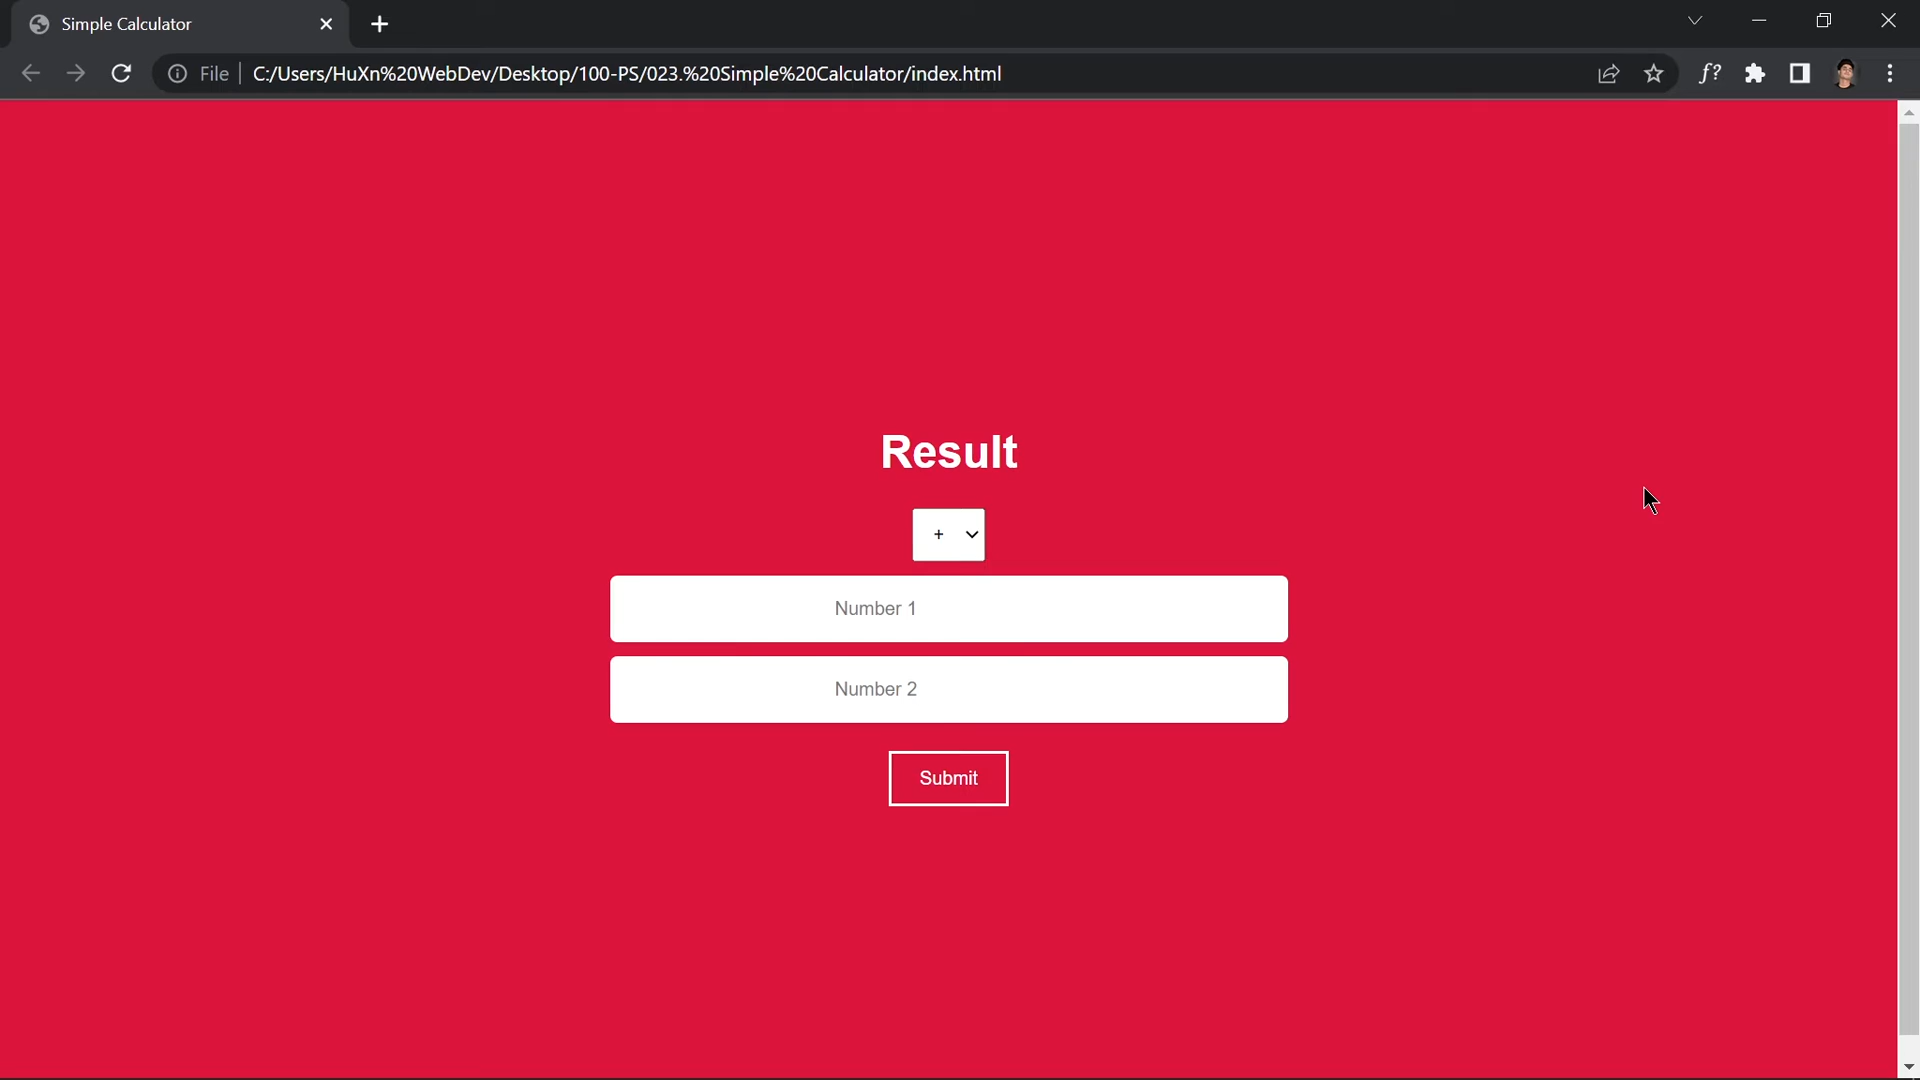 Simple Calculator
File C:/Users/HuXn%20WebDev/Desktop/100-PS/023.%20Simple%20Calculator/index.html
f?
Result
+
Number 1
Number 2
Submit